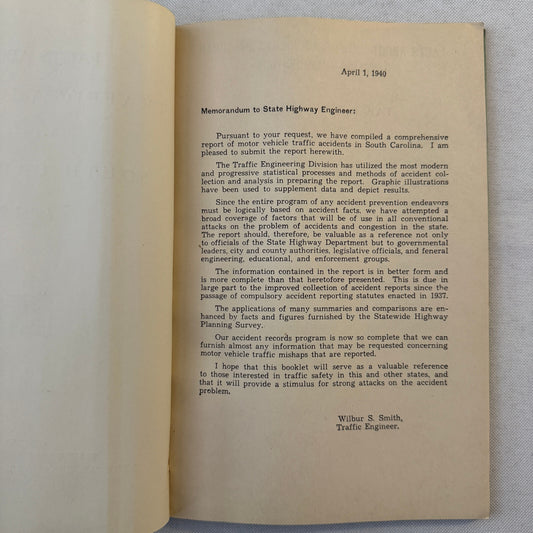 April 1, 1940
Memorandum to State Highway Engineer:
Pursuant to your request, we have compiled a comprehensive
report of motor vehicle traffic accidents in South Carolina. I am
pleased to submit the report herewith.
The Traffic Engineering Division has utilized the most modern
and progressive statistical processes and methods of accident col-
lection and analysis in preparing the report. Graphic illustrations
have been used to supplement data and depict results.
Since the entire program of any accident prevention endeavors
must be logically based on accident facts, we have attempted a
broad coverage of factors that will be of use in all conventional
attacks on the problem of accidents and congestion in the state.
The report should, therefore, be valuable as a reference not only
to officials of the State Highway Department but to governmental
leaders, city and county authorities, legislative officials, and feneral
engineering, educational, and enforcement groups.
The information contained in the report is in better form and
is more complete than that heretofore presented. This is due in
large part to the improved collection of accident reports since the
passage of compulsory accident reporting statutes enacted in 1937.
The applications of many summaries and comparisons are en-
hanced by facts and figures furnished by the Statewide Highway
Planning Survey.
Our accident records program is now so complete that we can
furnish almost any information that may be requested concerning
motor vehicle traffic mishaps that are reported.
I hope that this booklet will serve as a valuable reference
to those interested in traffic safety in this and other states, and
that it will provide a stimulus for strong attacks on the accident
problem.
Wilbur S. Smith,
Traffic Engineer.